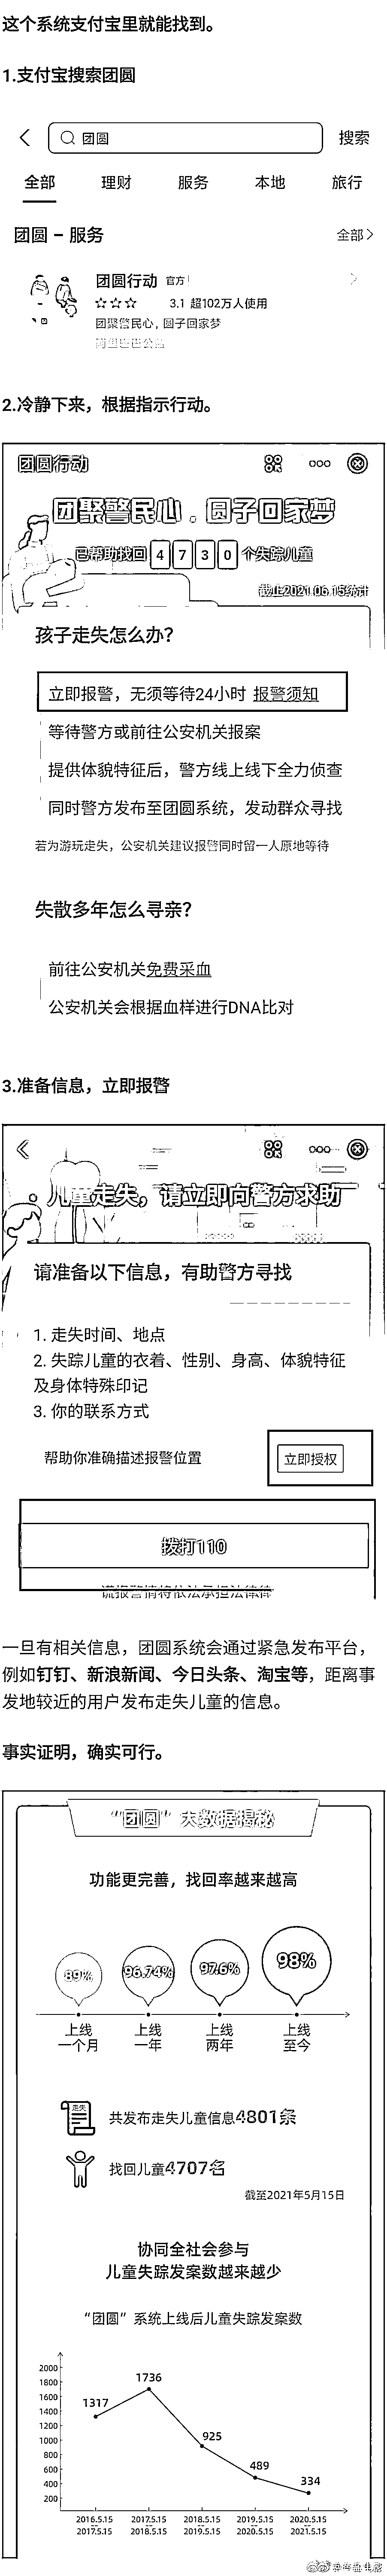 这个系统支付宝里就能找到。
1.支付宝搜索团圆
团圆
搜索
全部 理财 服务 本地 旅行
团圆 - 服务
全部
团圆行动 官方
3.1 超102万人使用
团聚警民心，圆子回家梦
2.冷静下来，根据指示行动。
团圆行动
团聚警民心，圆子回家梦
已帮助找回4730个失踪儿童
截止2021.06.15统计
孩子走失怎么办？
立即报警，无须等待24小时 报警须知
等待警方或前往公安机关报案
提供体貌特征后，警方线上线下全力侦查
同时警方发布至团圆系统，发动群众寻找
若为游玩走失，公安机关建议报警同时留一人原地等待
失散多年怎么寻亲？
前往公安机关免费采血
公安机关会根据血样进行DNA比对
3.准备信息，立即报警
儿童走失，请立即向警方求助
请准备以下信息，有助警方寻找
1. 走失时间、地点
2. 失踪儿童的衣着、性别、身高、体貌特征
及身体特殊印记
3. 你的联系方式
帮助你准确描述报警位置
立即授权
拨打110
谎报警情将依法承担法律责
一旦有相关信息，团圆系统会通过紧急发布平台，
例如钉钉、新浪新闻、今日头条、淘宝等，距离事
发地较近的用户发布走失儿童的信息。
事实证明，确实可行。
“团圆”大数据揭秘
功能更完善，找回率越来越高
89% 96.74% 97.6% 98%
上线 上线 上线 上线
一个月 一年 两年 至今
走失
共发布走失儿童信息4801条
找回儿童4707名
截至2021年5月15日
协同全社会参与
儿童失踪发案数越来越少
“团圆”系统上线后儿童失踪发案数
2000
1800
1600
1400
1200
1000
800
600
400
200
1317
1736
925
489
334
2016.5.15 2017.5.15 2018.5.15 2019.5.15 2020.5.15
2017.5.15 2018.5.15 2019.5.15 2020.5.15 2021.5.15